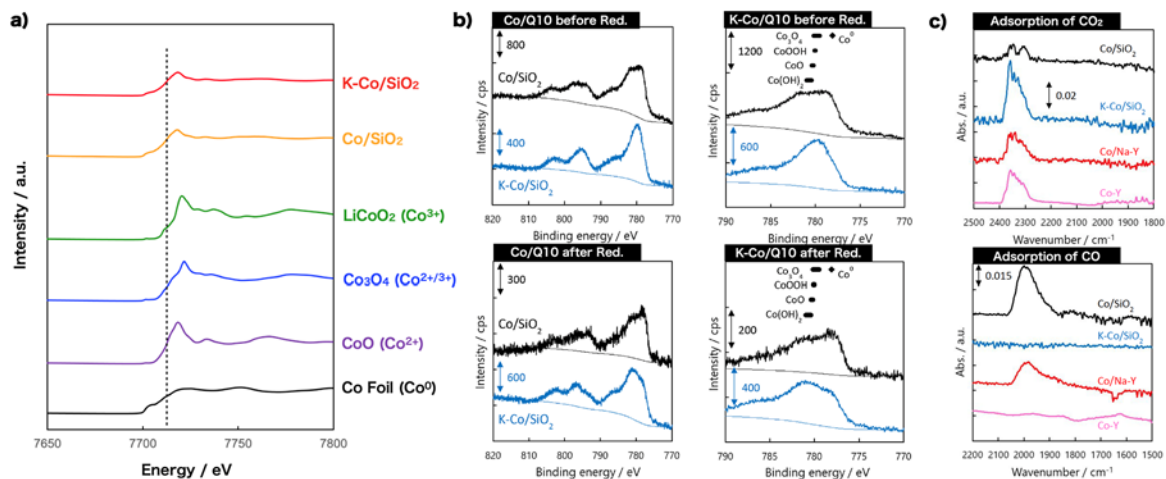 a)
K-Co/SiO₂
Co/SiO₂
LiCoO₂ (Co³⁺)
Co₃O₄ (Co²⁺/³⁺)
CoO (Co²⁺)
Co Foil (Co⁰)
Intensity / a.u.
7650 7700 7750 7800
Energy / eV
b)
Co/Q10 before Red.
800
Co/SiO₂
400
K-Co/SiO₂
Intensity / cps
820 810 800 790 780 770
Binding energy / eV
K-Co/Q10 before Red.
Co₃O₄
Co⁰
CoOOH
CoO
Co(OH)₂
1200
600
Intensity / cps
790 785 780 775 770
Binding energy / eV
Co/Q10 after Red.
300
Co/SiO₂
600
K-Co/SiO₂
Intensity / cps
820 810 800 790 780 770
Binding energy / eV
K-Co/Q10 after Red.
Co₃O₄
Co⁰
CoOOH
CoO
Co(OH)₂
200
400
Intensity / cps
790 785 780 775 770
Binding energy / eV
c)
Adsorption of CO₂
Co/SiO₂
0.02
K-Co/SiO₂
Co/Na-Y
Co-Y
Abs. / a.u.
2500 2400 2300 2200 2100 2000 1900 1800
Wavenumber / cm⁻¹
Adsorption of CO
0.015
Co/SiO₂
K-Co/SiO₂
Co/Na-Y
Co-Y
Abs. / a.u.
2200 2100 2000 1900 1800 1700 1600 1500
Wavenumber / cm⁻¹